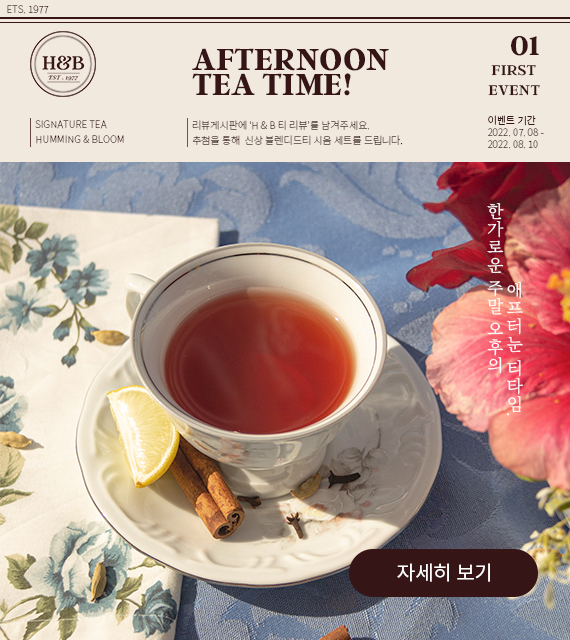 ETS. 1977
H&B
EST. 1977
AFTERNOON
TEA TIME!
01
FIRST
EVENT
SIGNATURE TEA
HUMMING & BLOOM
리뷰게시판에 'H & B 티 리뷰'를 남겨주세요.
추첨을 통해 신상 블렌디드티 시음 세트를 드립니다.
이벤트 기간
2022. 07. 08 -
2022. 08. 10
한가로운 주말 오후의
애프터눈 티타임.
자세히 보기